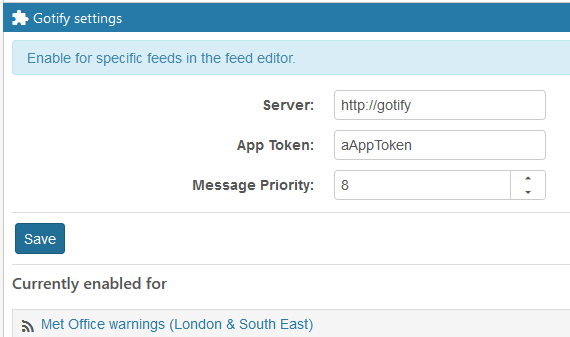 Gotify settings
Enable for specific feeds in the feed editor.
Server: http://gotify
App Token: aAppToken
Message Priority: 8
Save
Currently enabled for
Met Office warnings (London & South East)